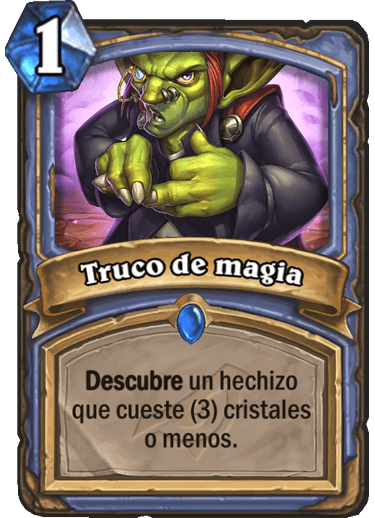 1
Truco de magia
Descubre un hechizo
que cueste (3) cristales
o menos.